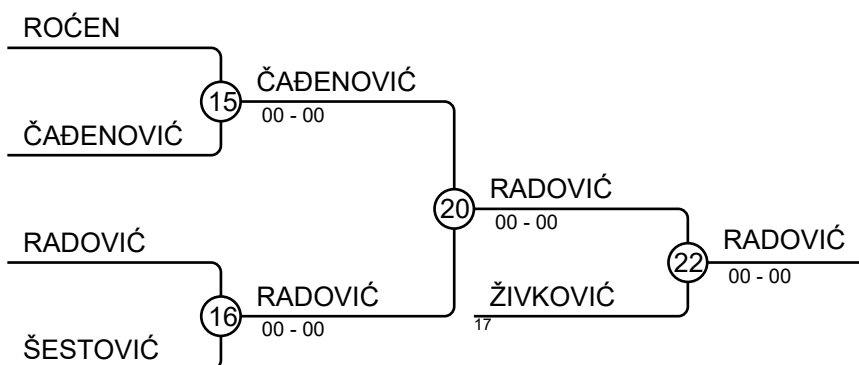 ROĆEN
15
ČAĐENOVIĆ
00 - 00
ČAĐENOVIĆ
20
RADOVIĆ
00 - 00
22
RADOVIĆ
00 - 00
RADOVIĆ
16
RADOVIĆ
00 - 00
ŽIVKOVIĆ
17
ŠESTOVIĆ